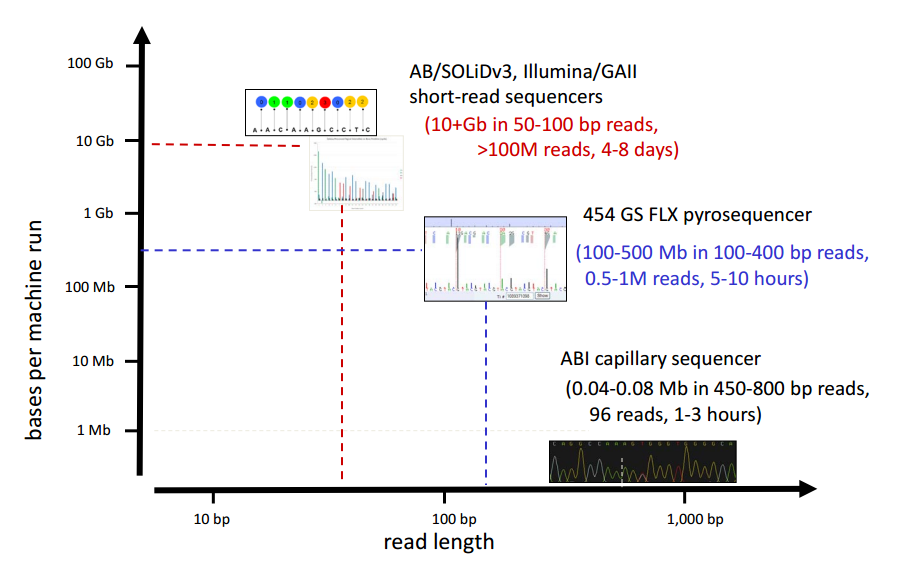 100 Gb
10 Gb
1 Gb
100 Mb
10 Mb
1 Mb
bases per machine run
AB/SOLiDv3, Illumina/GAII
short-read sequencers
(10+Gb in 50-100 bp reads,
>100M reads, 4-8 days)
A A C A A G C C T C
454 GS FLX pyrosequencer
(100-500 Mb in 100-400 bp reads,
0.5-1M reads, 5-10 hours)
Show
ABI capillary sequencer
(0.04-0.08 Mb in 450-800 bp reads,
96 reads, 1-3 hours)
10 bp
100 bp
1,000 bp
read length